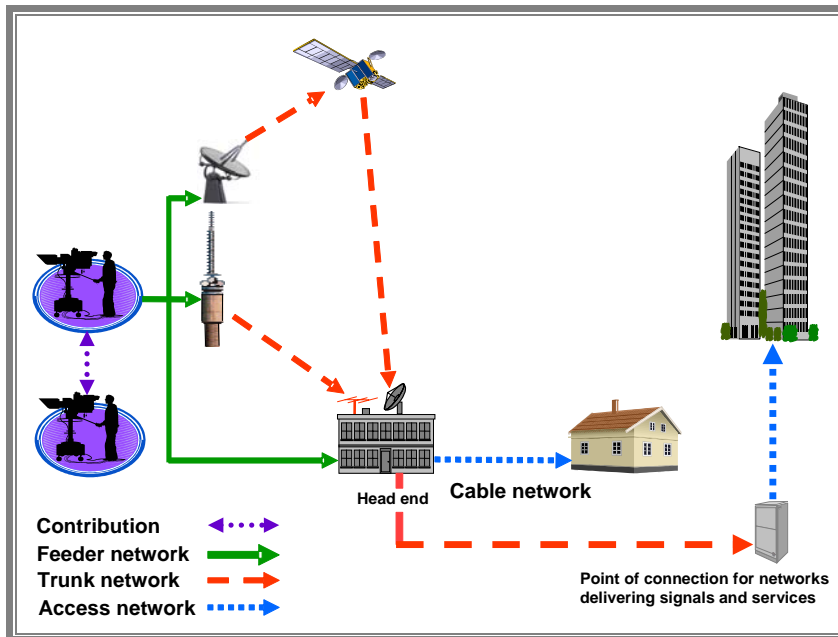 Head end
Cable network
Contribution
Feeder network
Trunk network
Access network
Point of connection for networks
delivering signals and services